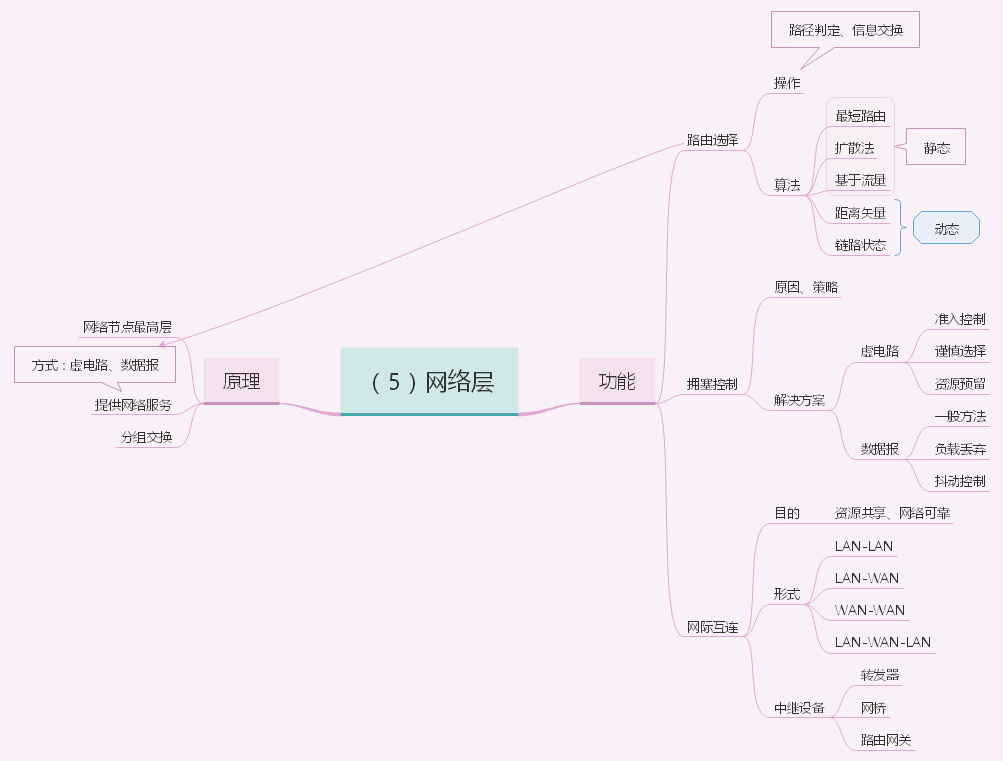 （5）网络层
原理
网络节点最高层
方式：虚电路、数据报
提供网络服务
分组交换
功能
路由选择
路径判定、信息交换
操作
算法
最短路由
扩散法
基于流量
静态
距离矢量
链路状态
动态
拥塞控制
原因、策略
解决方案
虚电路
准入控制
谨慎选择
资源预留
数据报
一般方法
负载丢弃
抖动控制
网际互连
目的
资源共享、网络可靠
形式
LAN-LAN
LAN-WAN
WAN-WAN
LAN-WAN-LAN
中继设备
转发器
网桥
路由网关